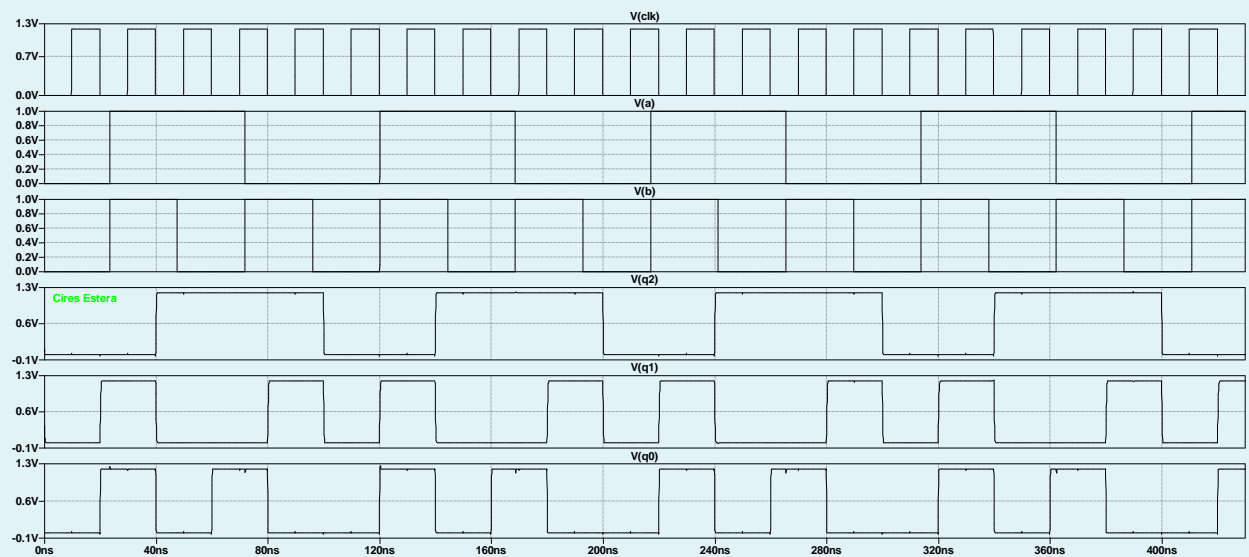 V(clk)
1.3V
0.7V
0.0V
V(a)
1.0V
0.8V
0.6V
0.4V
0.2V
0.0V
V(b)
1.0V
0.8V
0.6V
0.4V
0.2V
0.0V
V(q2)
1.3V
Cires Estera
0.6V
-0.1V
V(q1)
1.3V
0.6V
-0.1V
V(q0)
1.3V
0.6V
-0.1V
0ns 40ns 80ns 120ns 160ns 200ns 240ns 280ns 320ns 360ns 400ns